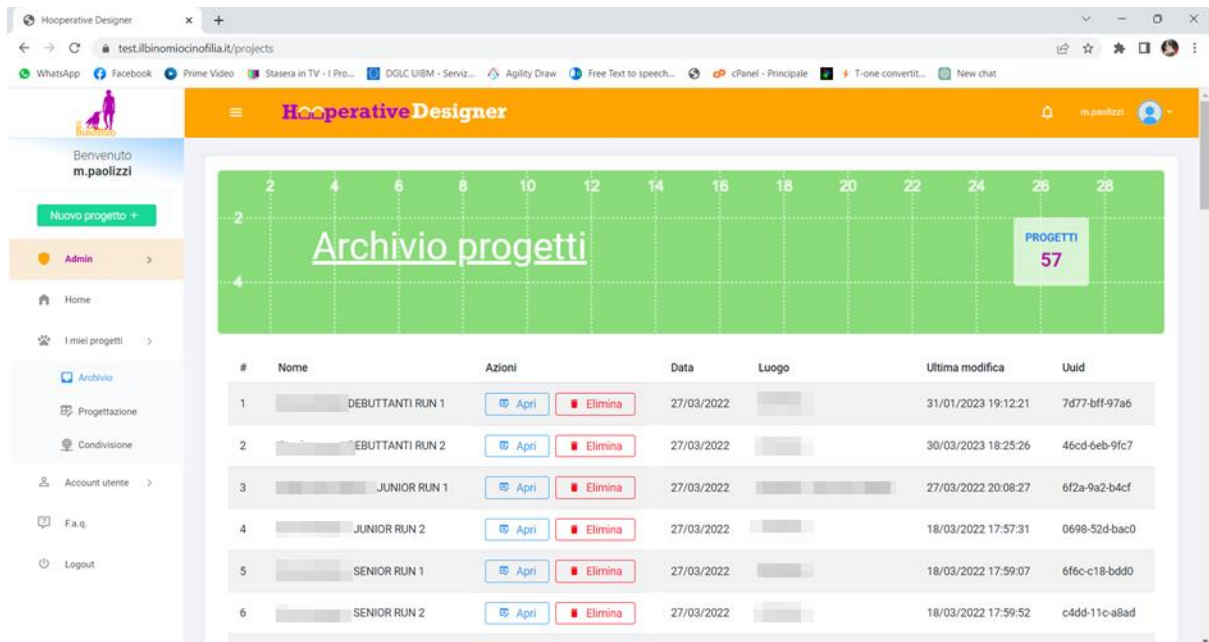 Hooperative Designer
test.ilbinomiocinofilia.it/projects
WhatsApp Facebook Prime Video Stasera in TV - I Pro... DGLC UIBM - Serviz... Agility Draw Free Text to speech... cPanel - Principale T-one convertit... New chat
il Binomio
Hooperative Designer
m.paolizzi
Benvenuto
m.paolizzi
Nuovo progetto +
Admin
Home
I miei progetti
Archivio
Progettazione
Condivisione
Account utente
F.a.q.
Logout
2 4 6 8 10 12 14 16 18 20 22 24 26 28
2
Archivio progetti
PROGETTI
57
4
# Nome Azioni Data Luogo Ultima modifica Uuid
1 DEBUTTANTI RUN 1 Apri Elimina 27/03/2022 31/01/2023 19:12:21 7d77-bff-97a6
2 EBUTTANTI RUN 2 Apri Elimina 27/03/2022 30/03/2023 18:25:26 46cd-6eb-9fc7
3 JUNIOR RUN 1 Apri Elimina 27/03/2022 27/03/2022 20:08:27 6f2a-9a2-b4cf
4 JUNIOR RUN 2 Apri Elimina 27/03/2022 18/03/2022 17:57:31 0698-52d-bac0
5 SENIOR RUN 1 Apri Elimina 27/03/2022 18/03/2022 17:59:07 6f6c-c18-bdd0
6 SENIOR RUN 2 Apri Elimina 27/03/2022 18/03/2022 17:59:52 c4dd-11c-a8ad